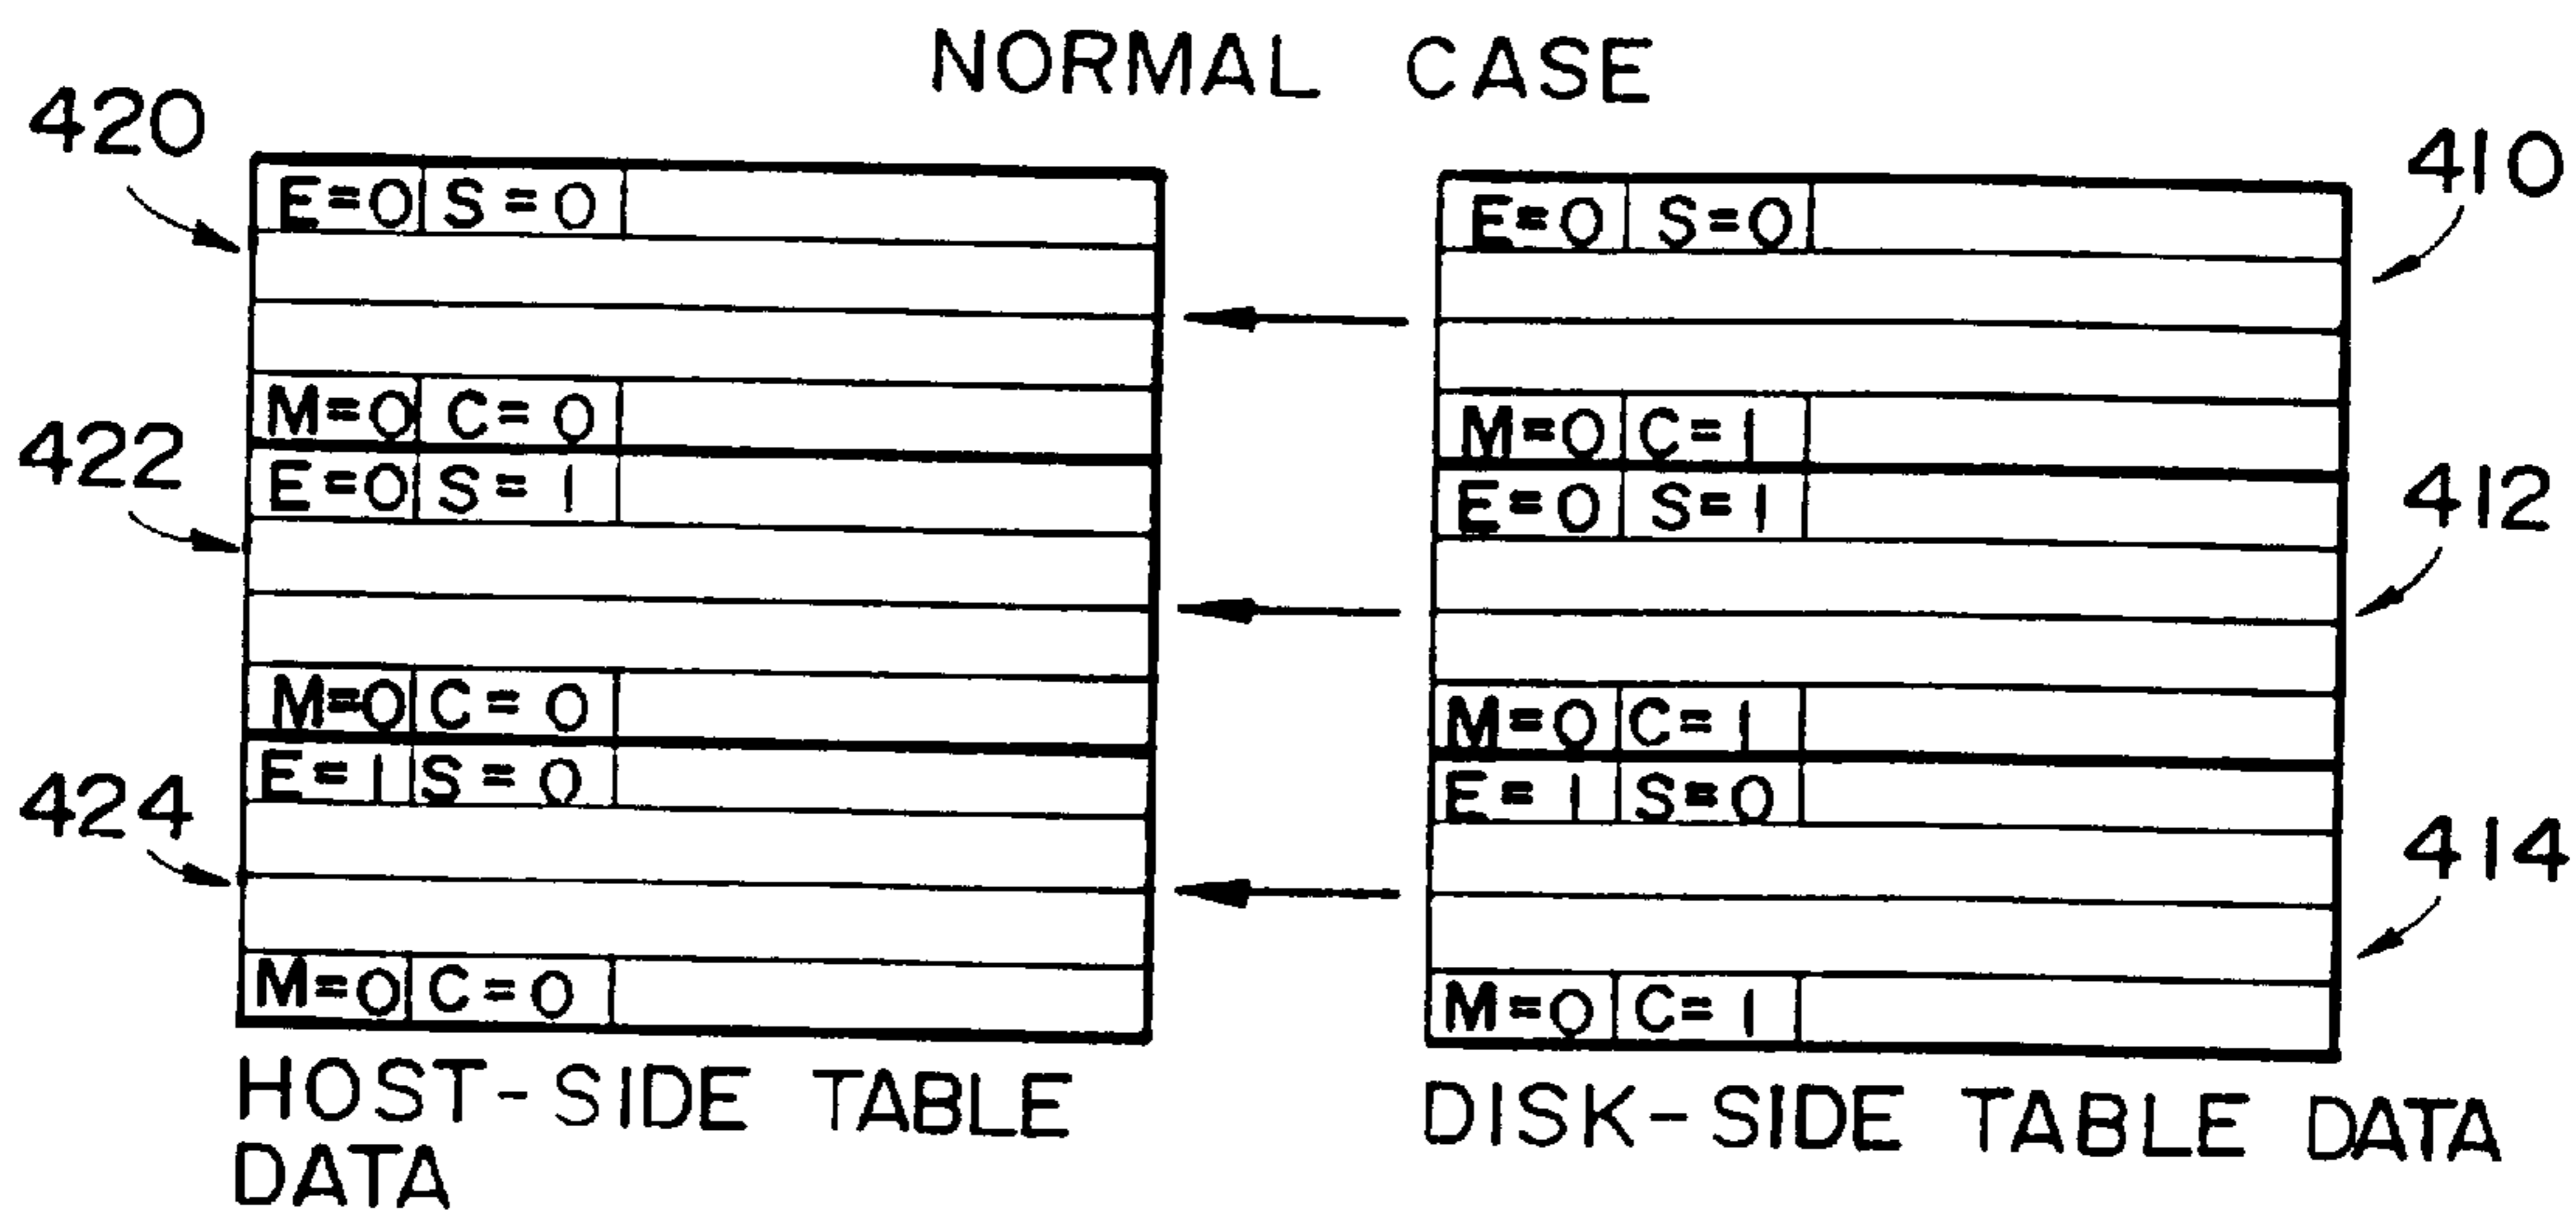 NORMAL CASE
420
E=0 S=0
M=0 C=0
422
E=0 S=1
M=0 C=0
424
E=1 S=0
M=0 C=0
HOST-SIDE TABLE
DATA
410
E=0 S=0
M=0 C=1
412
E=0 S=1
M=0 C=1
414
E=1 S=0
M=0 C=1
DISK-SIDE TABLE DATA